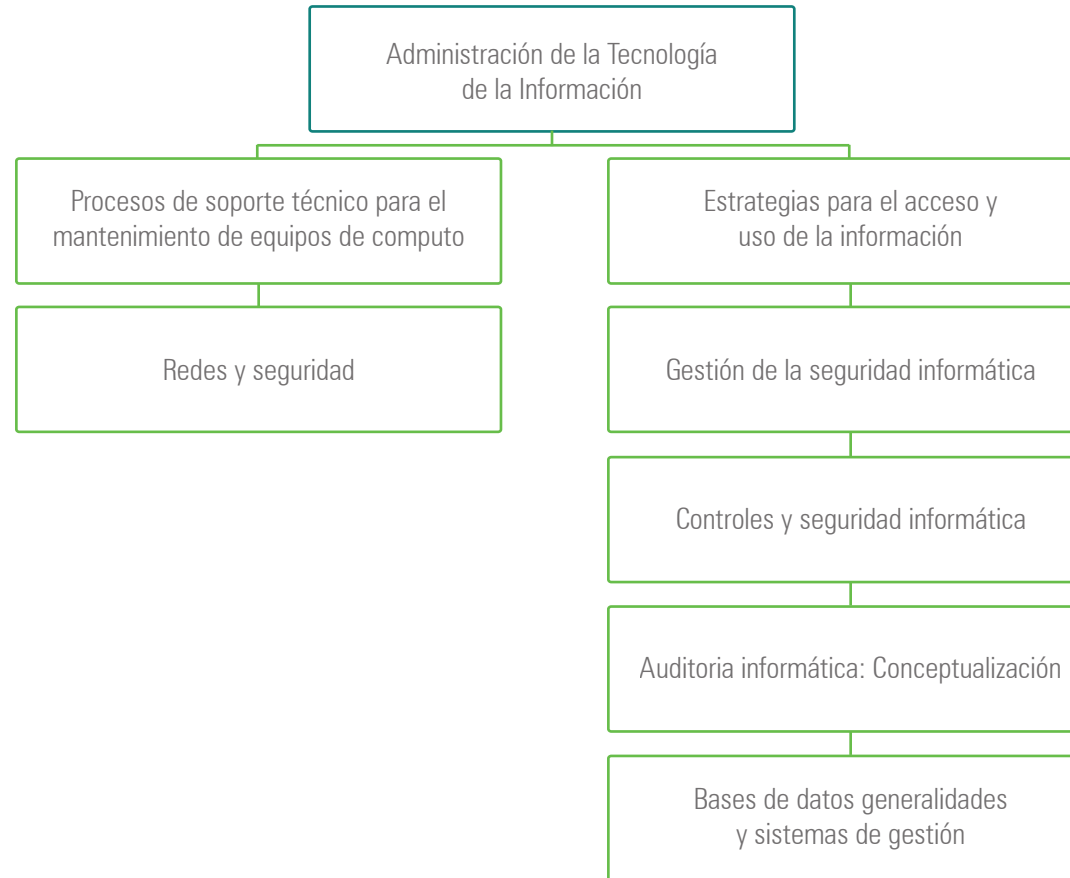 Administración de la Tecnología
de la Información
Procesos de soporte técnico para el
mantenimiento de equipos de computo
Redes y seguridad
Estrategias para el acceso y
uso de la información
Gestión de la seguridad informática
Controles y seguridad informática
Auditoria informática: Conceptualización
Bases de datos generalidades
y sistemas de gestión